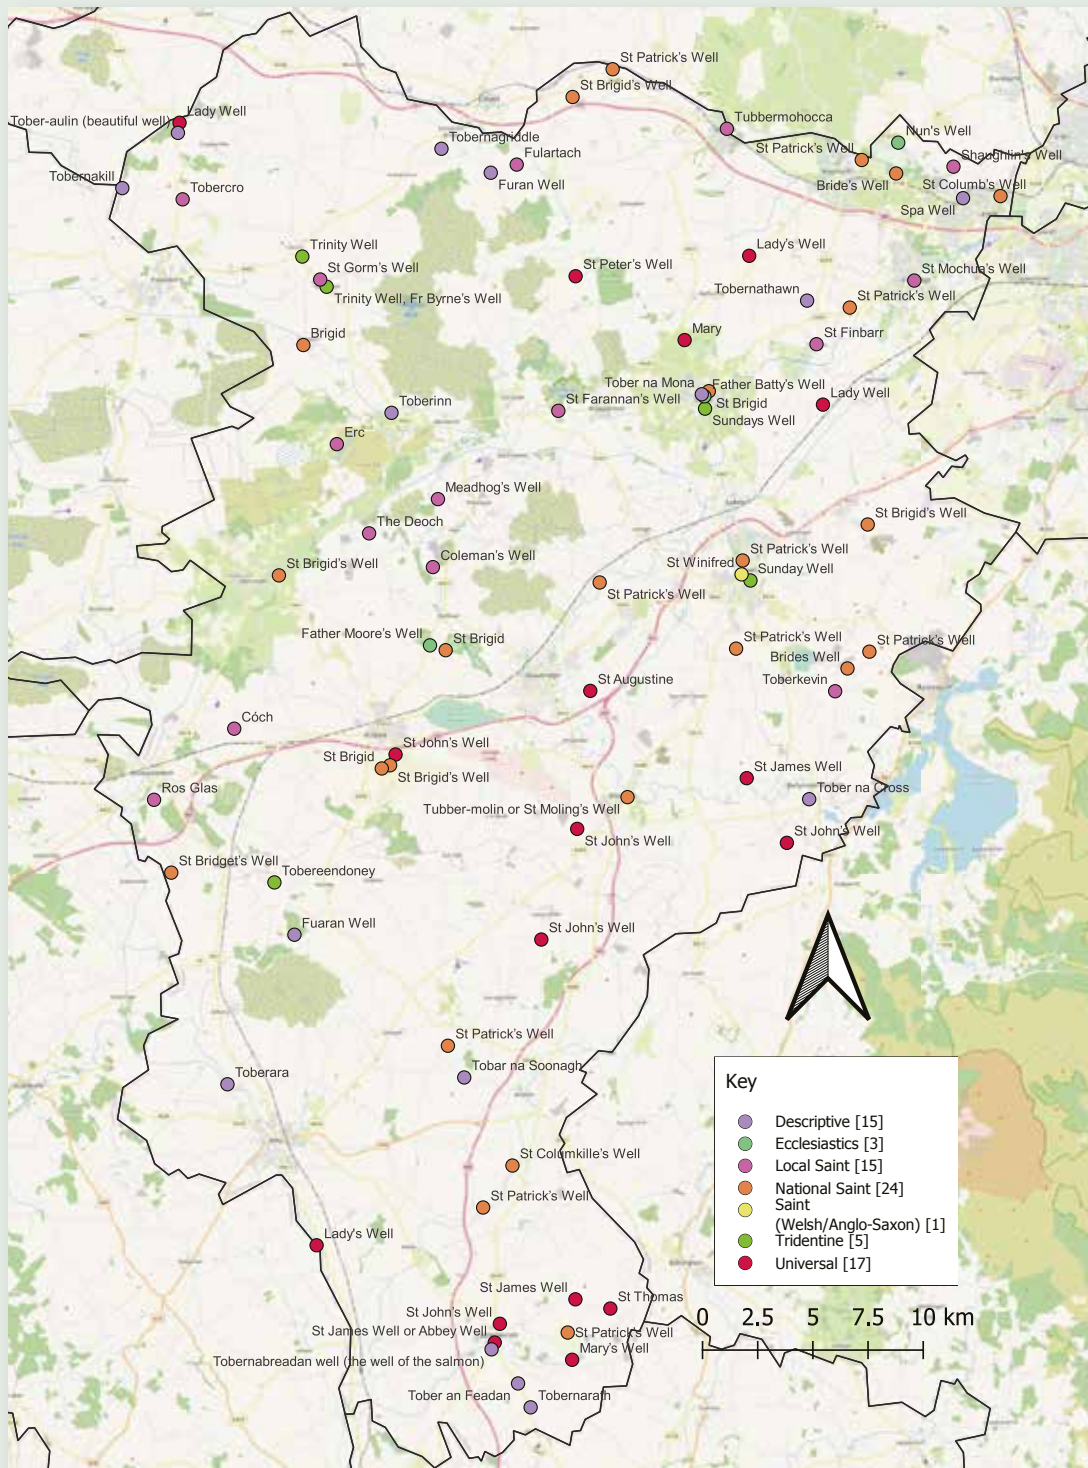 St Patrick's Well
St Brigid's Well
Lady Well
Tober-aulin (beautiful well)
Tubbermohocca
Nun's Well
Tobernagriddle
St Patrick's Well
Fulartach
Shaughlin's Well
Tobernakill
Tobercro
Furan Well
Bride's Well
St Columb's Well
Spa Well
Trinity Well
Lady's Well
St Gorm's Well
St Peter's Well
St Mochua's Well
Tobernathawn
Trinity Well, Fr Byrne's Well
St Patrick's Well
Brigid
Mary
St Finbarr
Tober na Mona
Father Batty's Well
Toberinn
St Farannan's Well
St Brigid
Lady Well
Sundays Well
Erc
Meadhog's Well
The Deoch
St Brigid's Well
Coleman's Well
St Patrick's Well
St Winifred
Sunday Well
St Brigid's Well
St Patrick's Well
Father Moore's Well
St Brigid
St Patrick's Well
St Patrick's Well
Brides Well
St Augustine
Toberkevin
Cóch
St John's Well
St Brigid
St Brigid's Well
St James Well
Ros Glas
Tober na Cross
Tubber-molin or St Moling's Well
St John's Well
St John's Well
St Bridget's Well
Tobereendoney
Fuaran Well
St John's Well
St Patrick's Well
Tobar na Soonagh
Toberara
St Columkille's Well
St Patrick's Well
Lady's Well
St James Well
St Thomas
St John's Well
St James Well or Abbey Well
St Patrick's Well
Mary's Well
Tobernabreadan well (the well of the salmon)
Tober an Feadan
Tobernarath
Key
Descriptive [15]
Ecclesiastics [3]
Local Saint [15]
National Saint [24]
Saint
(Welsh/Anglo-Saxon) [1]
Tridentine [5]
Universal [17]
0 2.5 5 7.5 10 km